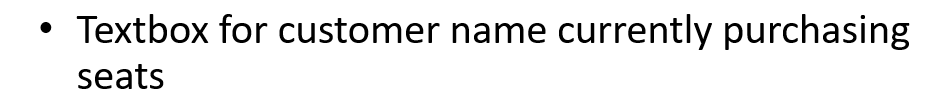 • Textbox for customer name currently purchasing
seats